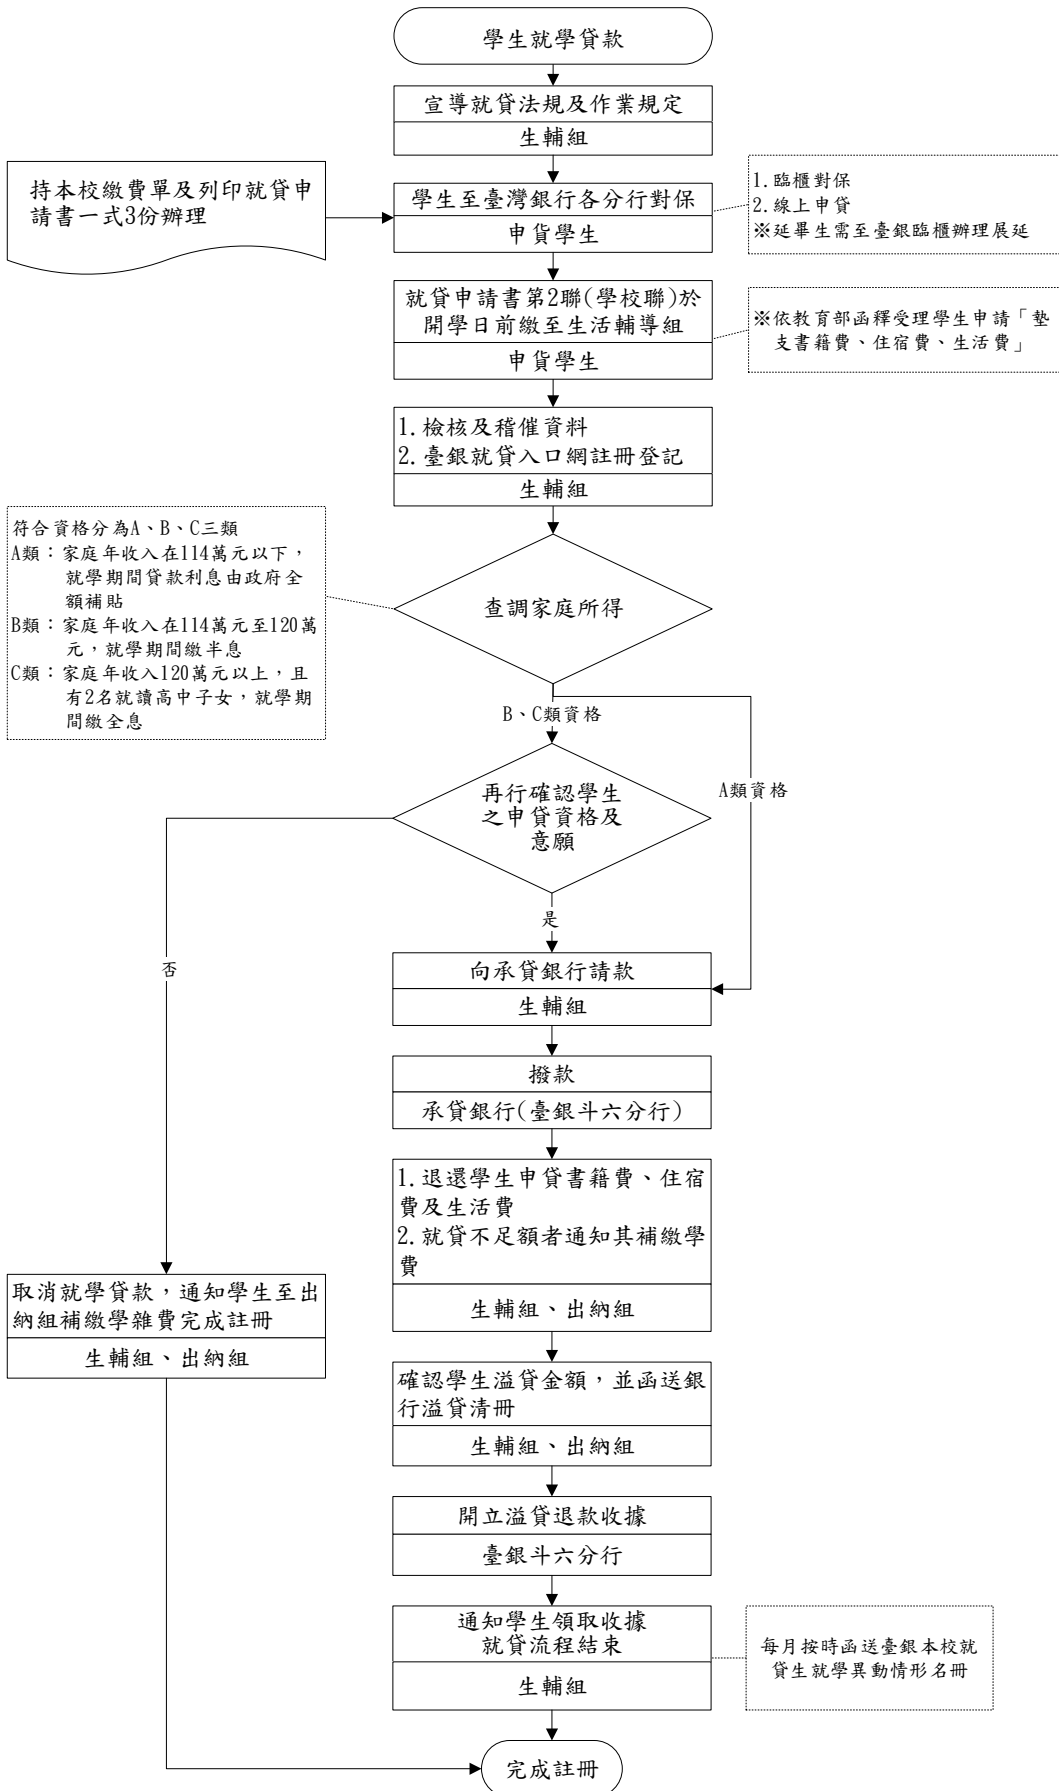 學生就學貸款
宣導就貸法規及作業規定
生輔組
持本校繳費單及列印就貸申
請書一式3份辦理
學生至臺灣銀行各分行對保
申貸學生
1.臨櫃對保
2.線上申貸
※延畢生需至臺銀臨櫃辦理展延
就貸申請書第2聯(學校聯)於
開學日前繳至生活輔導組
申貸學生
※依教育部函釋受理學生申請「墊
支書籍費、住宿費、生活費」
1.檢核及稽催資料
2.臺銀就貸入口網註冊登記
生輔組
符合資格分為A、B、C三類
A類：家庭年收入在114萬元以下，
就學期間貸款利息由政府全
額補貼
B類：家庭年收入在114萬元至120萬
元，就學期間繳半息
C類：家庭年收入120萬元以上，且
有2名就讀高中子女，就學期
間繳全息
查調家庭所得
B、C類資格
A類資格
再行確認學生
之申貸資格及
意願
是
否
向承貸銀行請款
生輔組
撥款
承貸銀行(臺銀斗六分行)
1.退還學生申貸書籍費、住宿
費及生活費
2.就貸不足額者通知其補繳學
費
生輔組、出納組
取消就學貸款，通知學生至出
納組補繳學雜費完成註冊
生輔組、出納組
確認學生溢貸金額，並函送銀
行溢貸清冊
生輔組、出納組
開立溢貸退款收據
臺銀斗六分行
通知學生領取收據
就貸流程結束
生輔組
每月按時函送臺銀本校就
貸生就學異動情形名冊
完成註冊